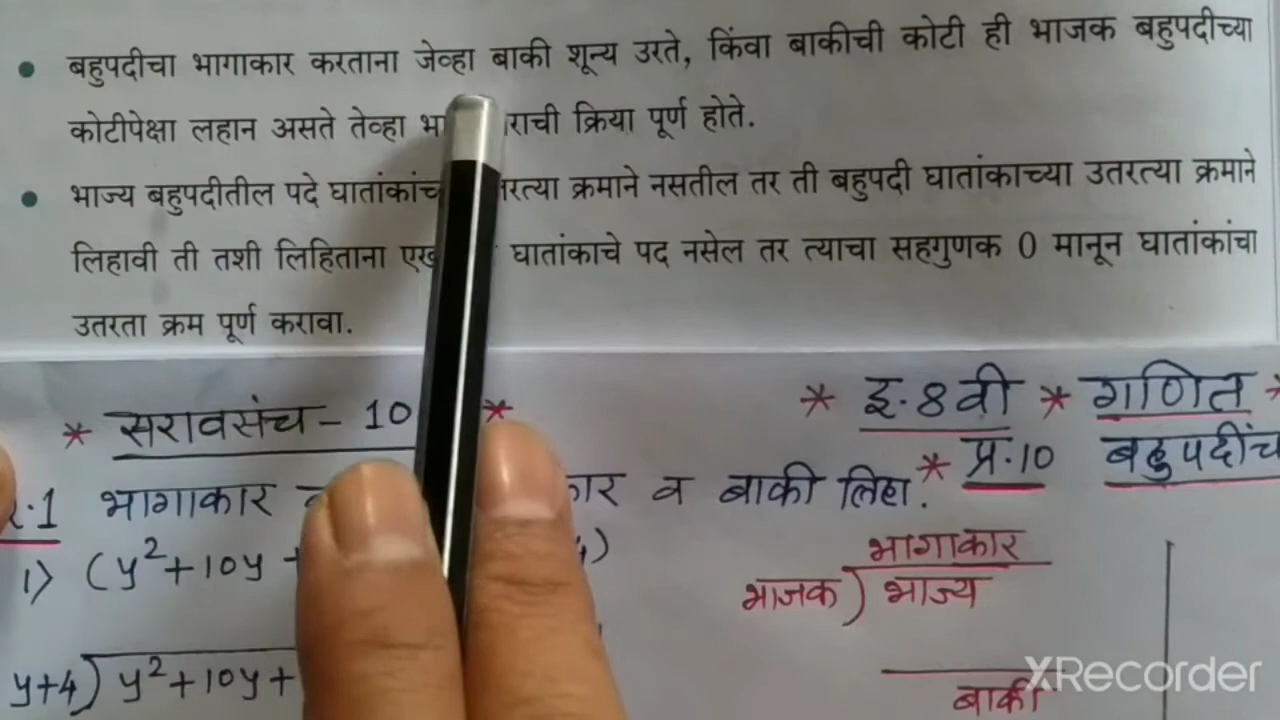 बहुपदीचा भागाकार करताना जेव्हा बाकी शून्य उरते, किंवा बाकीची कोटी ही भाजक बहुपदीच्या
कोटीपेक्षा लहान असते तेव्हा भा राची क्रिया पूर्ण होते.
भाज्य बहुपदीतील पदे घातांकांच रत्या क्रमाने नसतील तर ती बहुपदी घातांकाच्या उतरत्या क्रमाने
लिहावी ती तशी लिहिताना एख घातांकाचे पद नसेल तर त्याचा सहगुणक 0 मानून घातांकांचा
उतरता क्रम पूर्ण करावा.
* सरावसंच - 10 *
* इ.8वी * गणित *
* प्र.10 बहुपदींच
.1 भागाकार व कार व बाकी लिहा.
1) (y²+10y + 4)
भागाकार
भाजक ) भाज्य
y+4) y²+10y+
बाकी
XRecorder